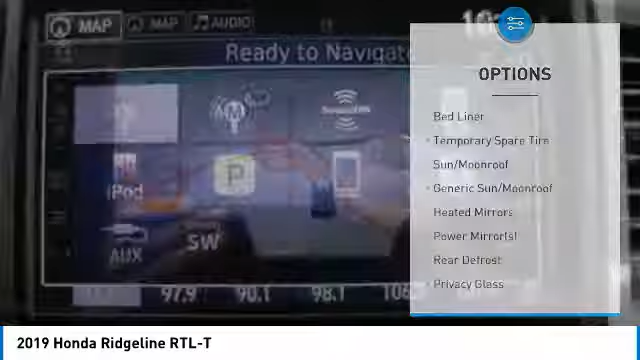 MAP
MAP
AUDIO
Ready to Navigate
OPTIONS
Bed Liner
Temporary Spare Tire
Sun/Moonroof
Generic Sun/Moonroof
Heated Mirrors
Power Mirror(s)
Rear Defrost
Privacy Glass
iPod
P
AUX
SW
97.9
90.1
98.1
2019 Honda Ridgeline RTL-T